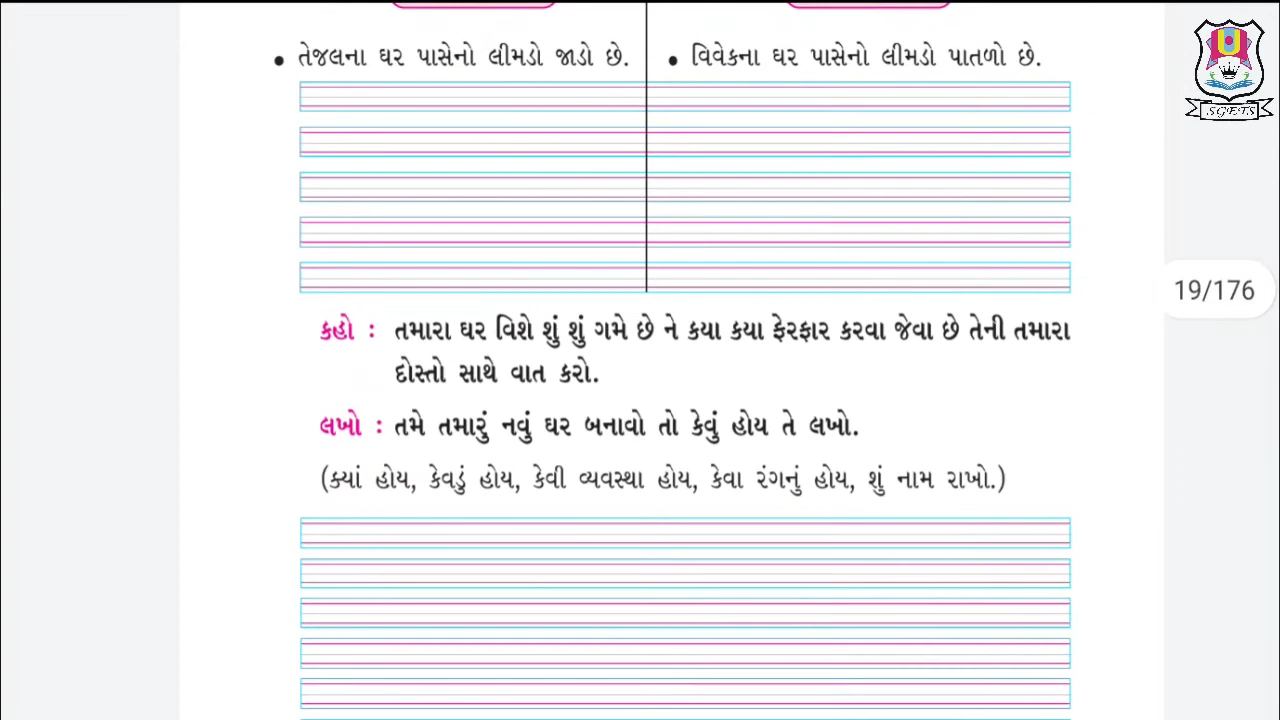 • તેજલના ઘર પાસેનો લીમડો જાડો છે.
• વિવેકના ઘર પાસેનો લીમડો પાતળો છે.
કહો : તમારા ઘર વિશે શું શું ગમે છે ને કયા કયા ફેરફાર કરવા જેવા છે તેની તમારા
દોસ્તો સાથે વાત કરો.
લખો : તમે તમારું નવું ઘર બનાવો તો કેવું હોય તે લખો.
(ક્યાં હોય, કેવડું હોય, કેવી વ્યવસ્થા હોય, કેવા રંગનું હોય, શું નામ રાખો.)
19/176
SGETS